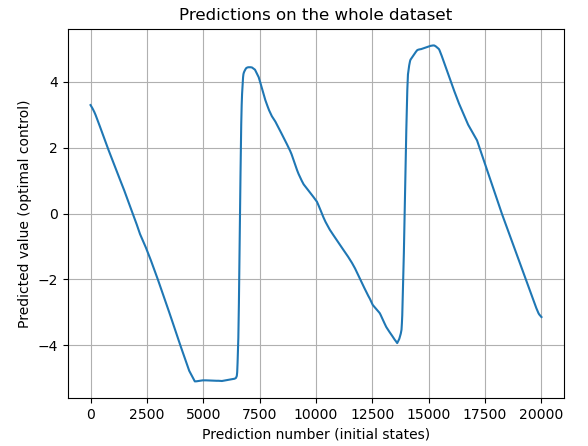 Predictions on the whole dataset
Predicted value (optimal control)
4
2
0
−2
−4
0 2500 5000 7500 10000 12500 15000 17500 20000
Prediction number (initial states)